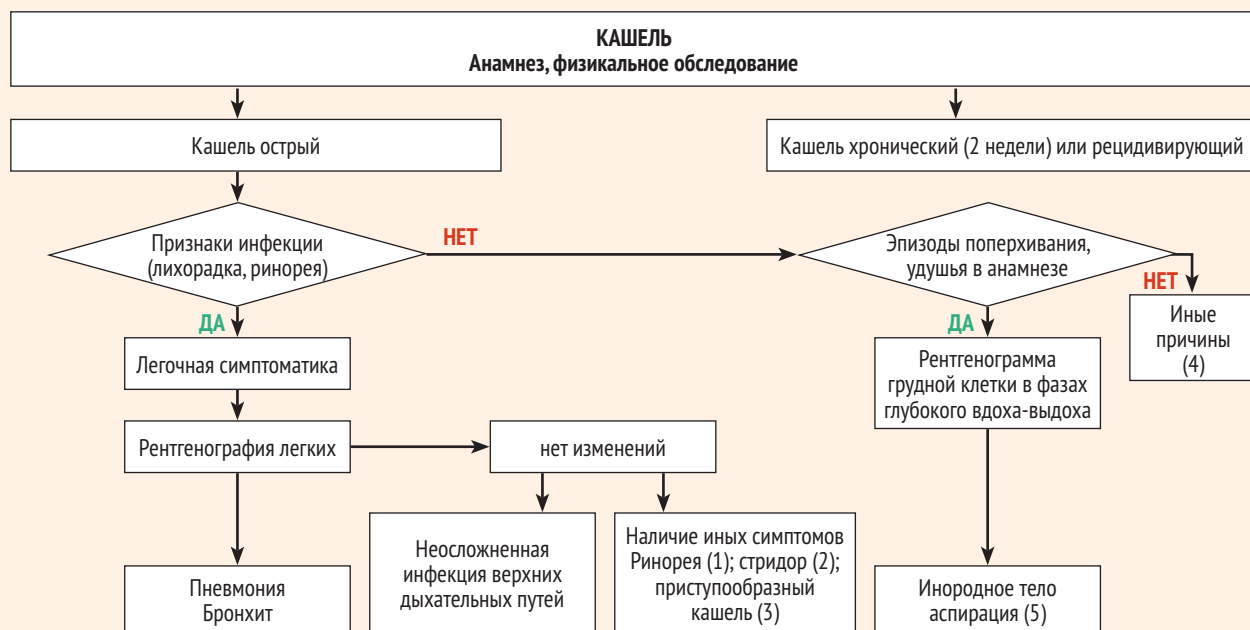 КАШЕЛЬ
Анамнез, физикальное обследование
Кашель острый
Кашель хронический (2 недели) или рецидивирующий
Признаки инфекции
(лихорадка, ринорея)
НЕТ
Эпизоды поперхивания,
удушья в анамнезе
НЕТ
ДА
ДА
Иные
причины
(4)
Легочная симптоматика
Рентгенограмма
грудной клетки в фазах
глубокого вдоха-выдоха
Рентгенография легких
нет изменений
Неосложненная
инфекция верхних
дыхательных путей
Наличие иных симптомов
Ринорея (1); стридор (2);
приступообразный
кашель (3)
Пневмония
Бронхит
Инородное тело
аспирация (5)